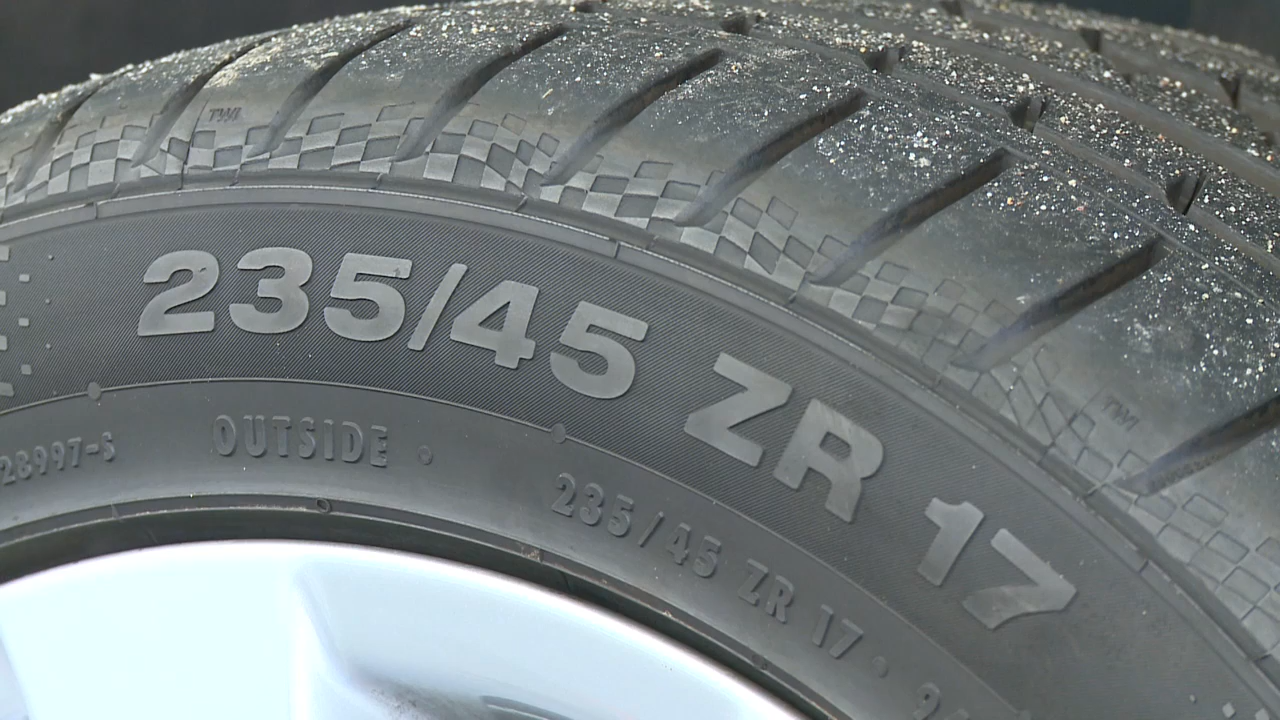 TWI
235/45 ZR 17
TWI
28997-S OUTSIDE · 235/45 ZR 17 ·